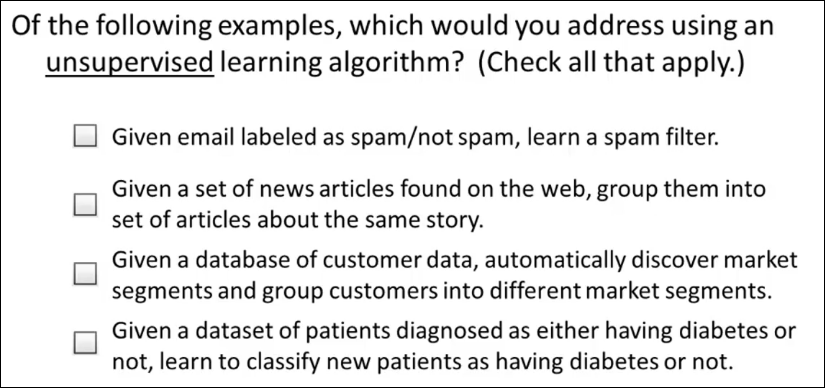 Of the following examples, which would you address using an
unsupervised learning algorithm? (Check all that apply.)
Given email labeled as spam/not spam, learn a spam filter.
Given a set of news articles found on the web, group them into
set of articles about the same story.
Given a database of customer data, automatically discover market
segments and group customers into different market segments.
Given a dataset of patients diagnosed as either having diabetes or
not, learn to classify new patients as having diabetes or not.